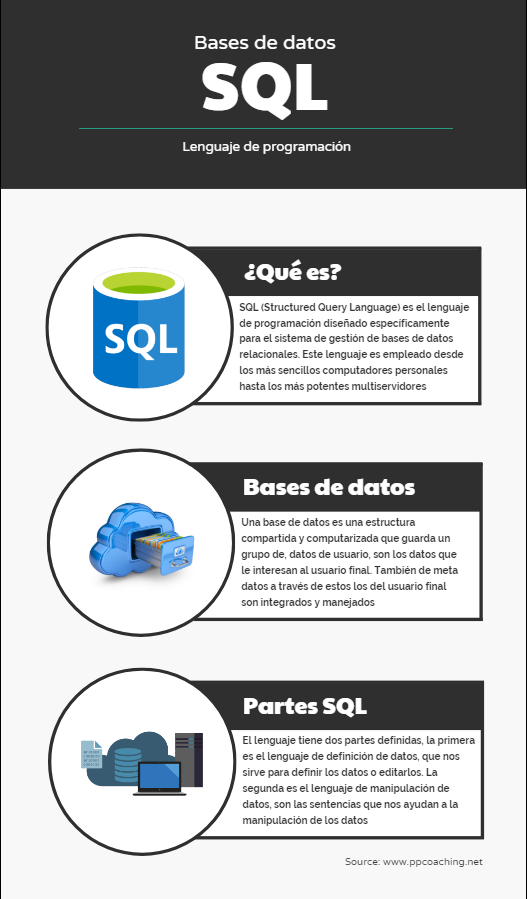 Bases de datos
SQL
Lenguaje de programación
¿Qué es?
SQL
SQL (Structured Query Language) es el lenguaje
de programación diseñado específicamente
para el sistema de gestión de bases de datos
relacionales. Este lenguaje es empleado desde
los más sencillos computadores personales
hasta los más potentes multiservidores
Bases de datos
Una base de datos es una estructura
compartida y computarizada que guarda un
grupo de, datos de usuario, son los datos que
le interesan al usuario final. También de meta
datos a través de estos los del usuario final
son integrados y manejados
Partes SQL
El lenguaje tiene dos partes definidas, la primera
es el lenguaje de definición de datos, que nos
sirve para definir los datos o editarlos. La
segunda es el lenguaje de manipulación de
datos, son las sentencias que nos ayudan a la
manipulación de los datos
Source: www.ppcoaching.net